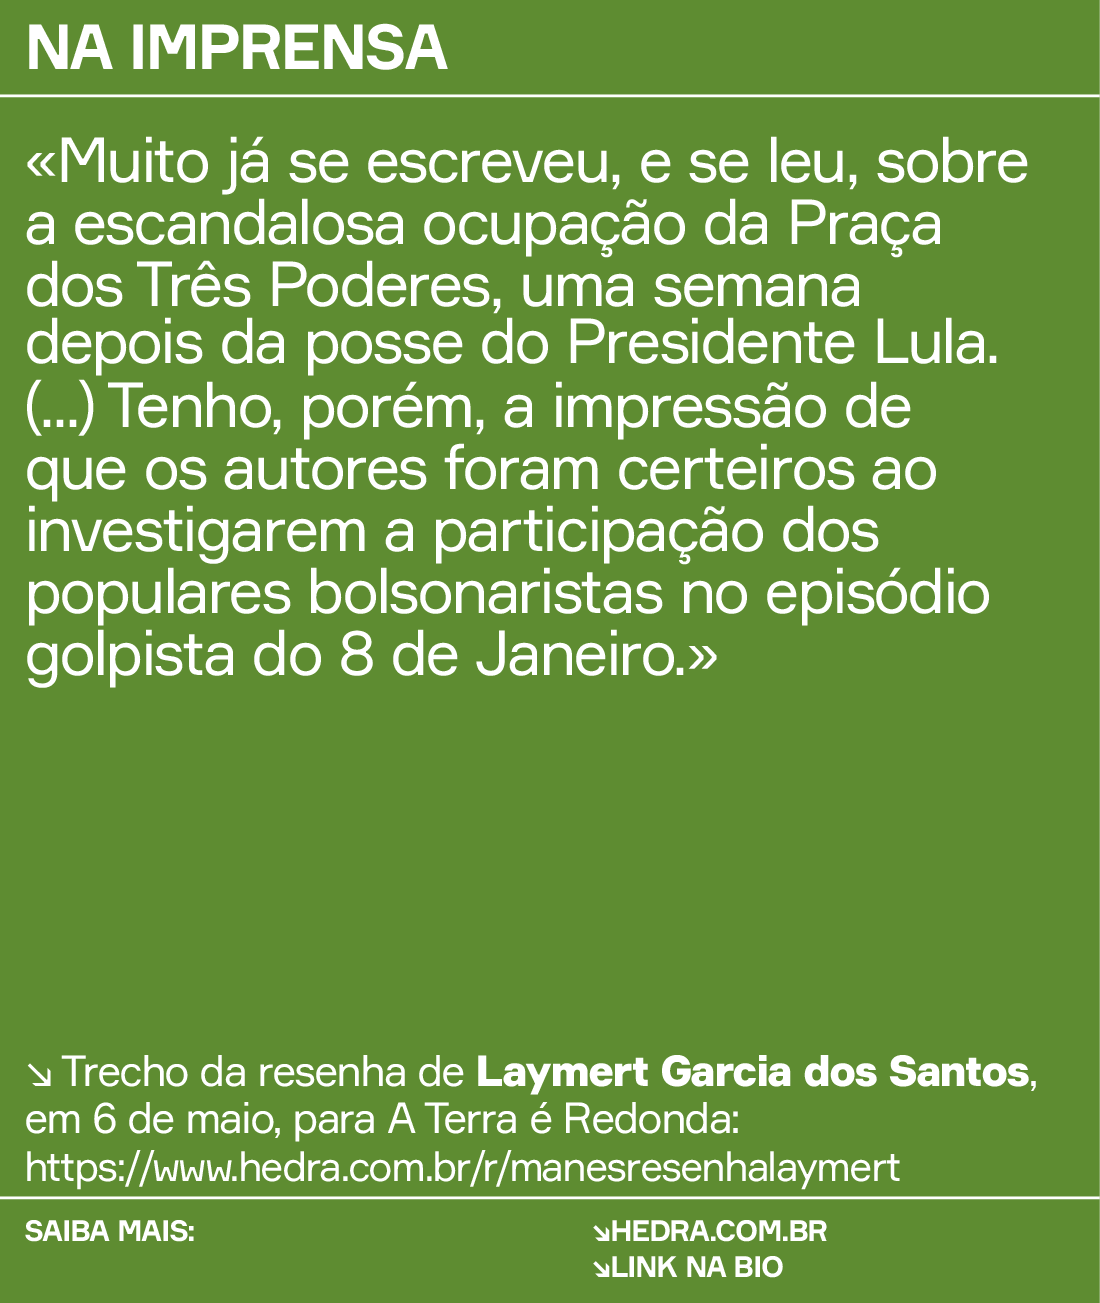 NA IMPRENSA
«Muito já se escreveu, e se leu, sobre
a escandalosa ocupação da Praça
dos Três Poderes, uma semana
depois da posse do Presidente Lula.
(...) Tenho, porém, a impressão de
que os autores foram certeiros ao
investigarem a participação dos
populares bolsonaristas no episódio
golpista do 8 de Janeiro.»
↘ Trecho da resenha de Laymert Garcia dos Santos,
em 6 de maio, para A Terra é Redonda:
https://www.hedra.com.br/r/manesresenhalaymert
SAIBA MAIS:
↘HEDRA.COM.BR
↘LINK NA BIO